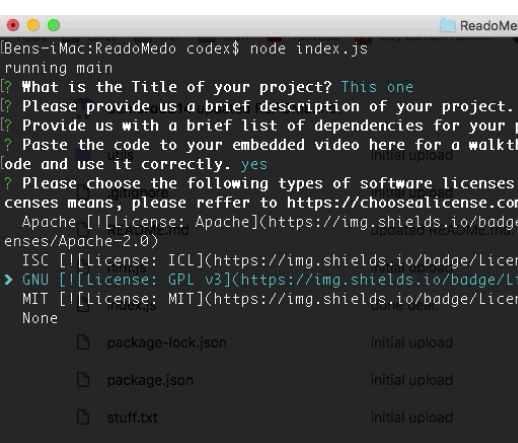 ReadoMe
Bens-iMac:ReadoMedo codex$ node index.js
running main
? What is the Title of your project? This one
? Please provide us a brief description of your project.
? Provide us with a brief list of dependencies for your p
? Paste the code to your embedded video here for a walkth
ode and use it correctly. yes
? Please choose the following types of software licenses
censes means, please reffer to https://choosealicense.com
Apache [![License: Apache](https://img.shields.io/badge
enses/Apache-2.0)
ISC [![License: ICL](https://img.shields.io/badge/Licen
❯ GNU [![License: GPL v3](https://img.shields.io/badge/Li
MIT [![License: MIT](https://img.shields.io/badge/Licen
None
utils initial upload
.gitignore initial upload
README.md updated README.md.
index.js done deal.
package-lock.json initial upload
package.json initial upload
stuff.txt initial upload